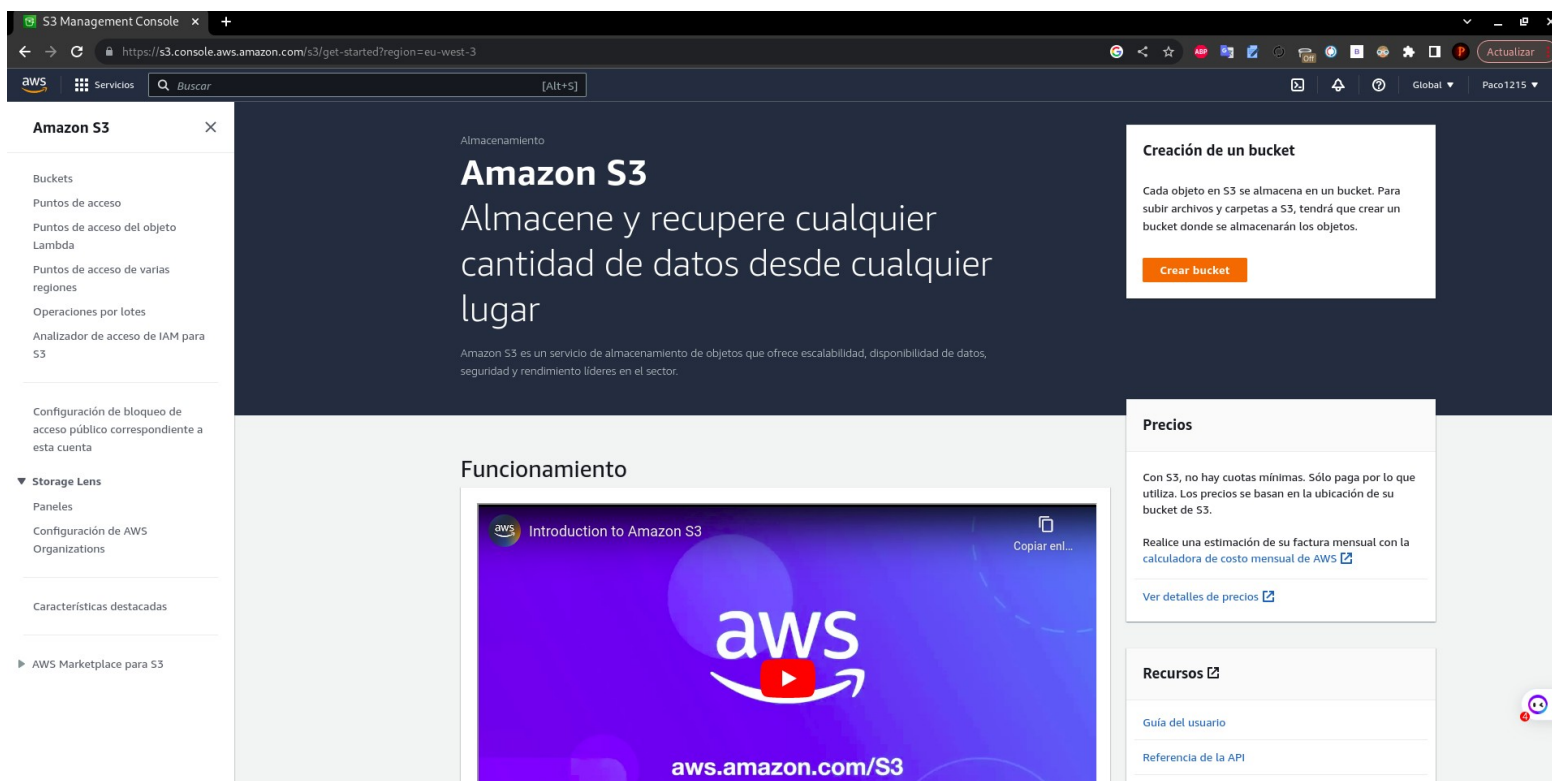 S3 Management Console
https://s3.console.aws.amazon.com/s3/get-started?region=eu-west-3
ABP
Off
P
Actualizar
aws
Servicios
Buscar
[Alt+S]
Global
Paco1215
Amazon S3
Buckets
Puntos de acceso
Puntos de acceso del objeto
Lambda
Puntos de acceso de varias
regiones
Operaciones por lotes
Analizador de acceso de IAM para
S3
Configuración de bloqueo de
acceso público correspondiente a
esta cuenta
Storage Lens
Paneles
Configuración de AWS
Organizations
Características destacadas
AWS Marketplace para S3
Almacenamiento
Amazon S3
Almacene y recupere cualquier
cantidad de datos desde cualquier
lugar
Amazon S3 es un servicio de almacenamiento de objetos que ofrece escalabilidad, disponibilidad de datos,
seguridad y rendimiento líderes en el sector.
Funcionamiento
aws
Introduction to Amazon S3
Copiar enl...
aws
aws.amazon.com/S3
Creación de un bucket
Cada objeto en S3 se almacena en un bucket. Para
subir archivos y carpetas a S3, tendrá que crear un
bucket donde se almacenarán los objetos.
Crear bucket
Precios
Con S3, no hay cuotas mínimas. Sólo paga por lo que
utiliza. Los precios se basan en la ubicación de su
bucket de S3.
Realice una estimación de su factura mensual con la
calculadora de costo mensual de AWS
Ver detalles de precios
Recursos
Guía del usuario
Referencia de la API
4